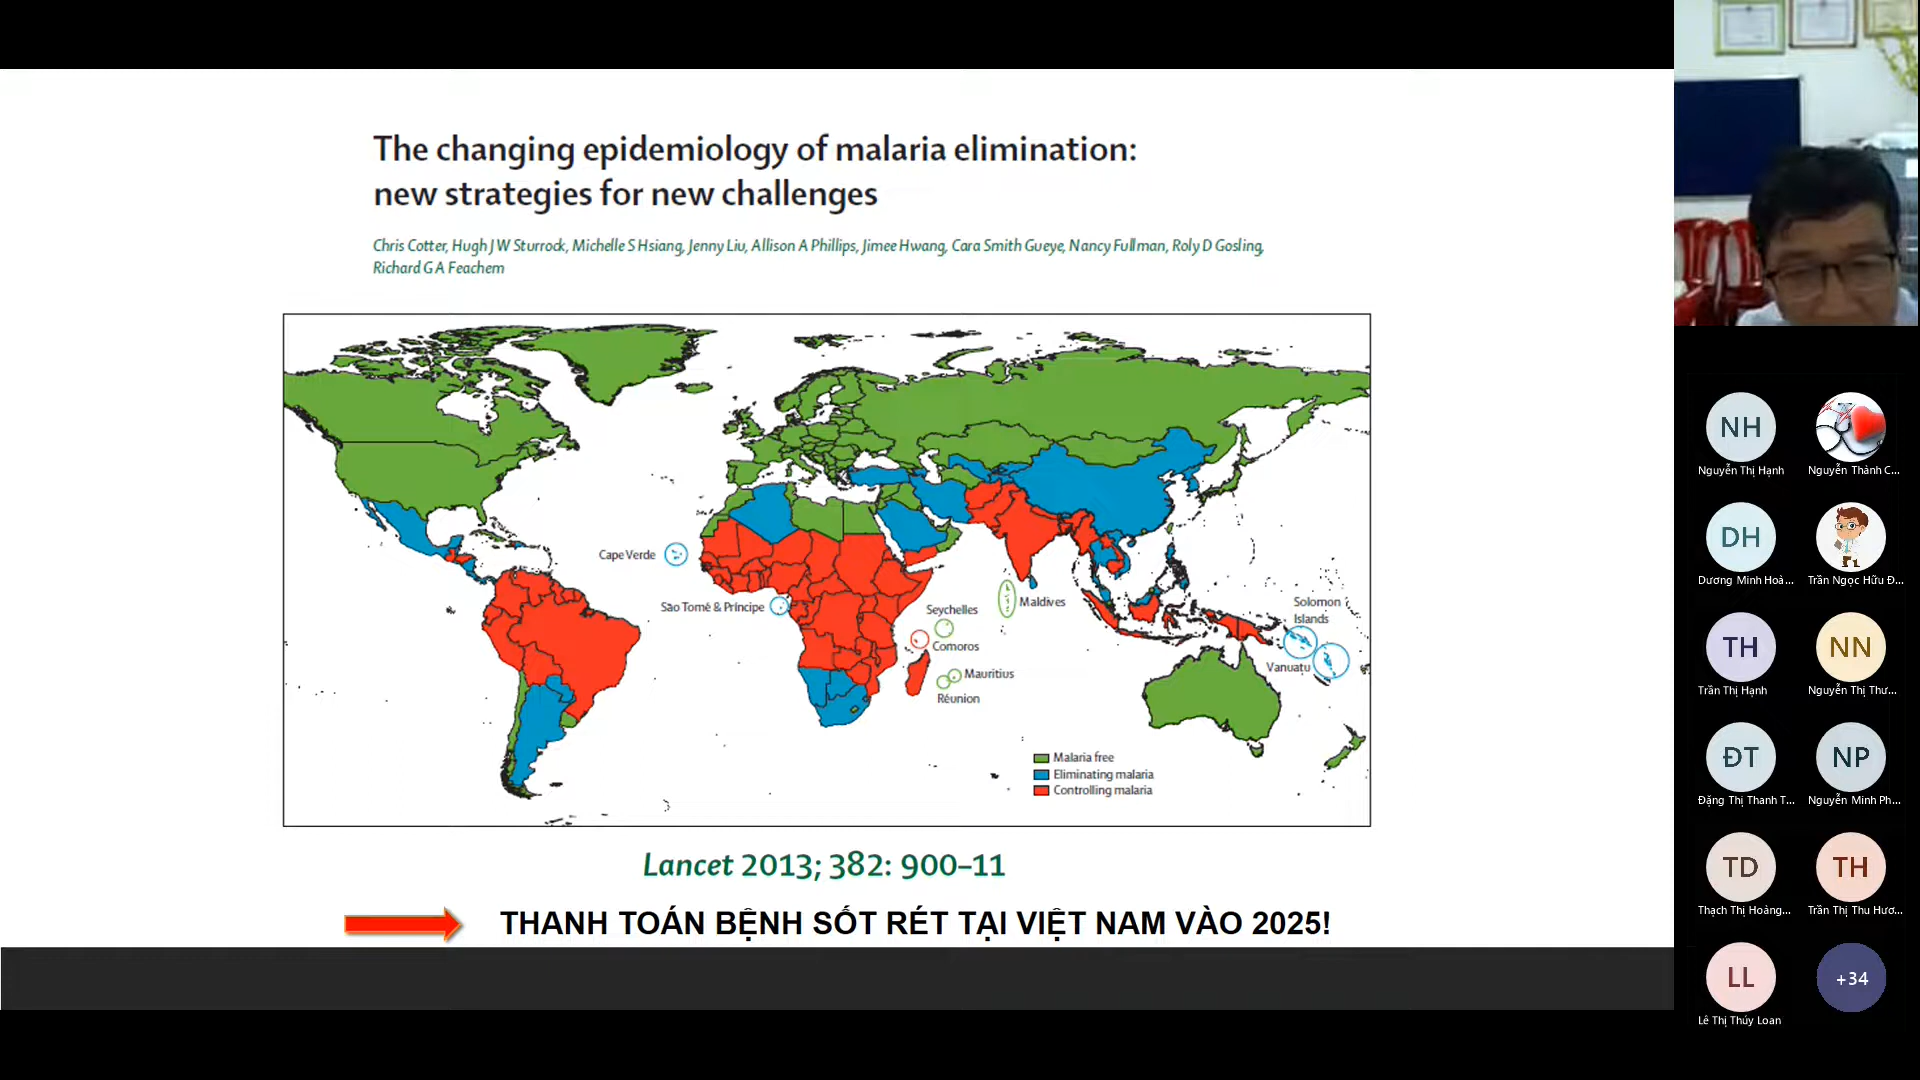 The changing epidemiology of malaria elimination:
new strategies for new challenges
Chris Cotter, Hugh J W Sturrock, Michelle S Hsiang, Jenny Liu, Allison A Phillips, Jimee Hwang, Cara Smith Gueye, Nancy Fullman, Roly D Gosling,
Richard G A Feachem
Cape Verde
São Tomé & Príncipe
Seychelles
Comoros
Mauritius
Réunion
Maldives
Solomon
Islands
Vanuatu
Malaria free
Eliminating malaria
Controlling malaria
Lancet 2013; 382: 900–11
THANH TOÁN BỆNH SỐT RÉT TẠI VIỆT NAM VÀO 2025!
NH
Nguyễn Thị Hạnh
Nguyễn Thành C...
DH
Dương Minh Hoà...
Trần Ngọc Hữu Đ...
TH
Trần Thị Hạnh
NN
Nguyễn Thị Thư...
ĐT
Đặng Thị Thanh T...
NP
Nguyễn Minh Ph...
TD
Thạch Thị Hoàng...
TH
Trần Thị Thu Hươ...
LL
Lê Thị Thúy Loan
+34